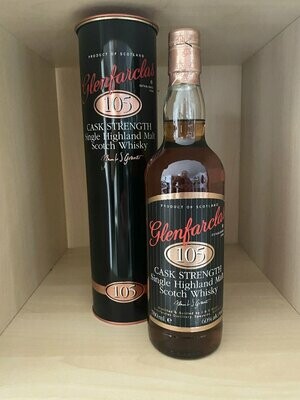 PRODUCT OF SCOTLAND
Glenfarclas
105
CASK STRENGTH
Single Highland Malt
Scotch Whisky
105
PRODUCT OF SCOTLAND
Glenfarclas
105
CASK STRENGTH
Single Highland Malt
Scotch Whisky